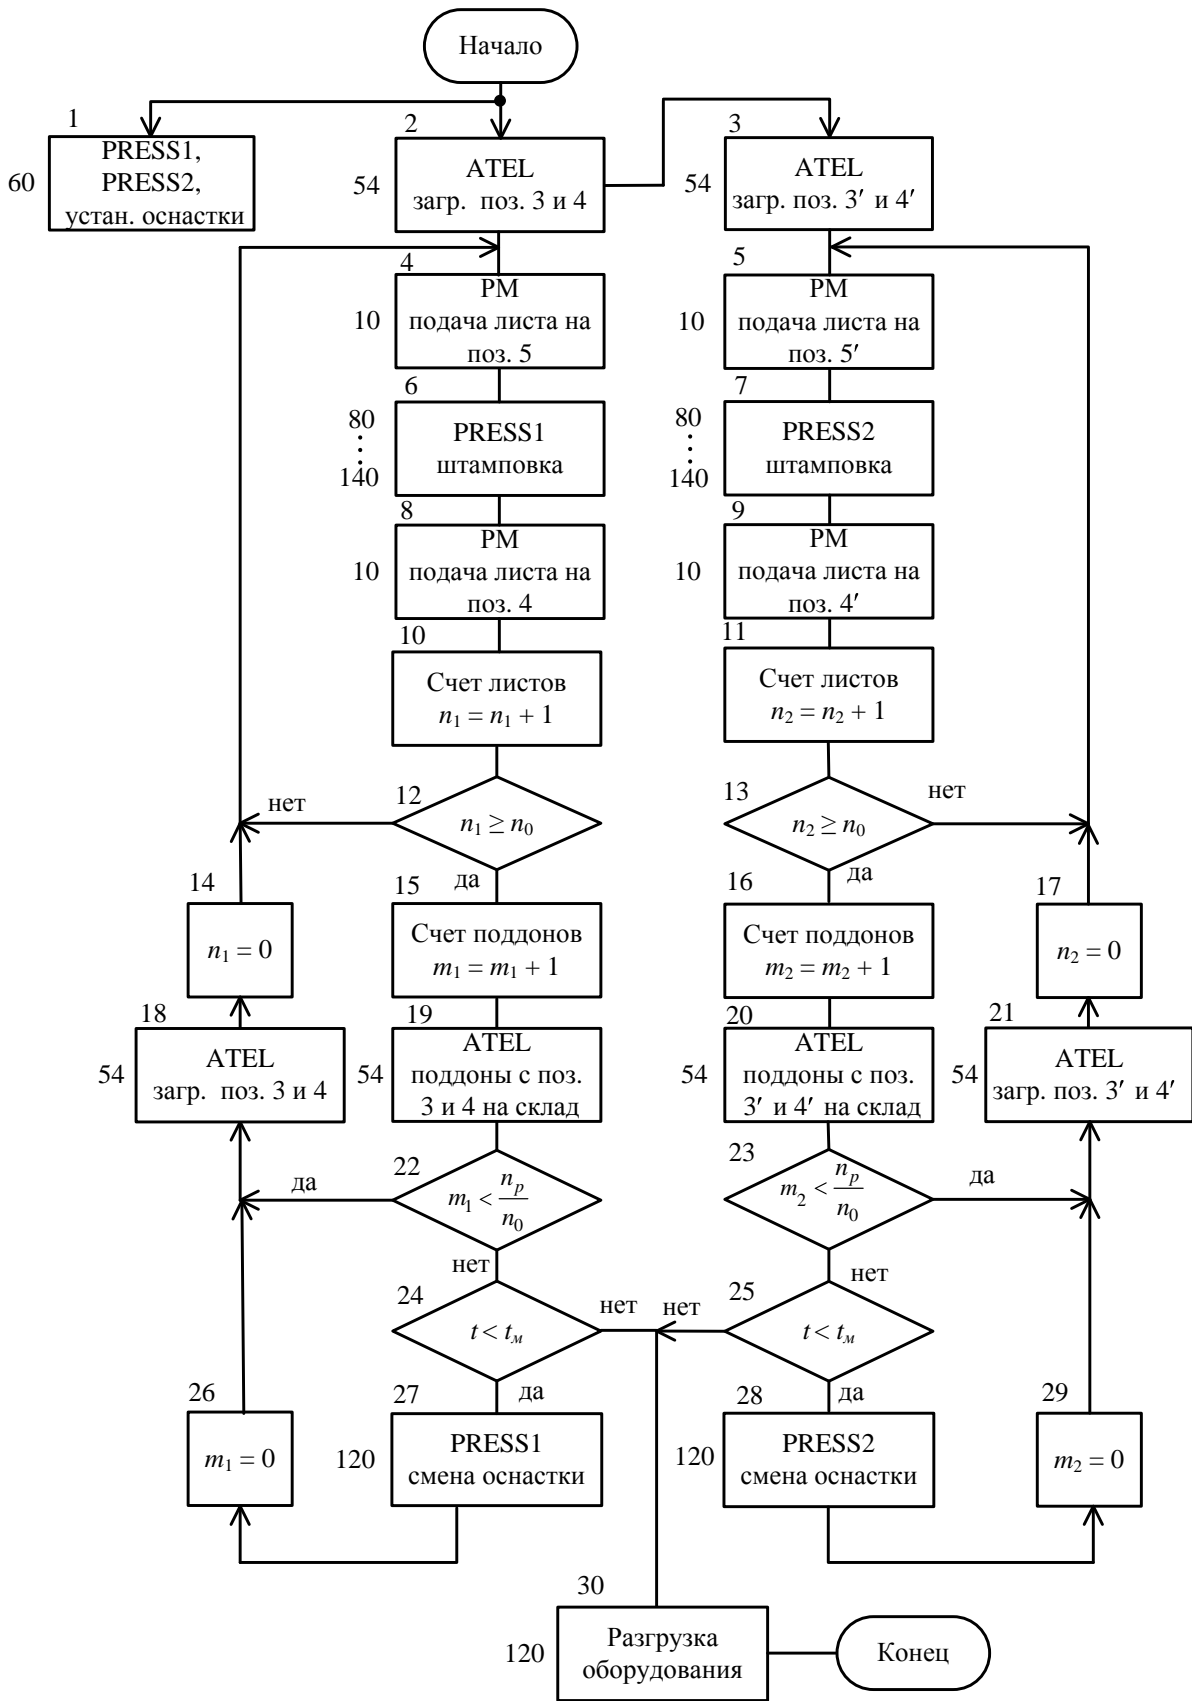 Начало
1
60
PRESS1,
PRESS2,
устан. оснастки
2
54
ATEL
загр. поз. 3 и 4
3
54
ATEL
загр. поз. 3′ и 4′
4
10
РМ
подача листа на
поз. 5
5
10
РМ
подача листа на
поз. 5′
6
80
⋮
140
PRESS1
штамповка
7
80
⋮
140
PRESS2
штамповка
8
10
РМ
подача листа на
поз. 4
9
10
РМ
подача листа на
поз. 4′
10
Счет листов
n₁ = n₁ + 1
11
Счет листов
n₂ = n₂ + 1
12
нет
n₁ ≥ n₀
да
13
нет
n₂ ≥ n₀
да
14
n₁ = 0
15
Счет поддонов
m₁ = m₁ + 1
16
Счет поддонов
m₂ = m₂ + 1
17
n₂ = 0
18
54
ATEL
загр. поз. 3 и 4
19
54
ATEL
поддоны с поз.
3 и 4 на склад
20
54
ATEL
поддоны с поз.
3′ и 4′ на склад
21
54
ATEL
загр. поз. 3′ и 4′
22
да
m₁ < nₚ/n₀
нет
23
да
m₂ < nₚ/n₀
нет
24
нет
t < tм
да
25
нет
t < tм
да
26
m₁ = 0
27
120
PRESS1
смена оснастки
28
120
PRESS2
смена оснастки
29
m₂ = 0
30
120
Разгрузка
оборудования
Конец